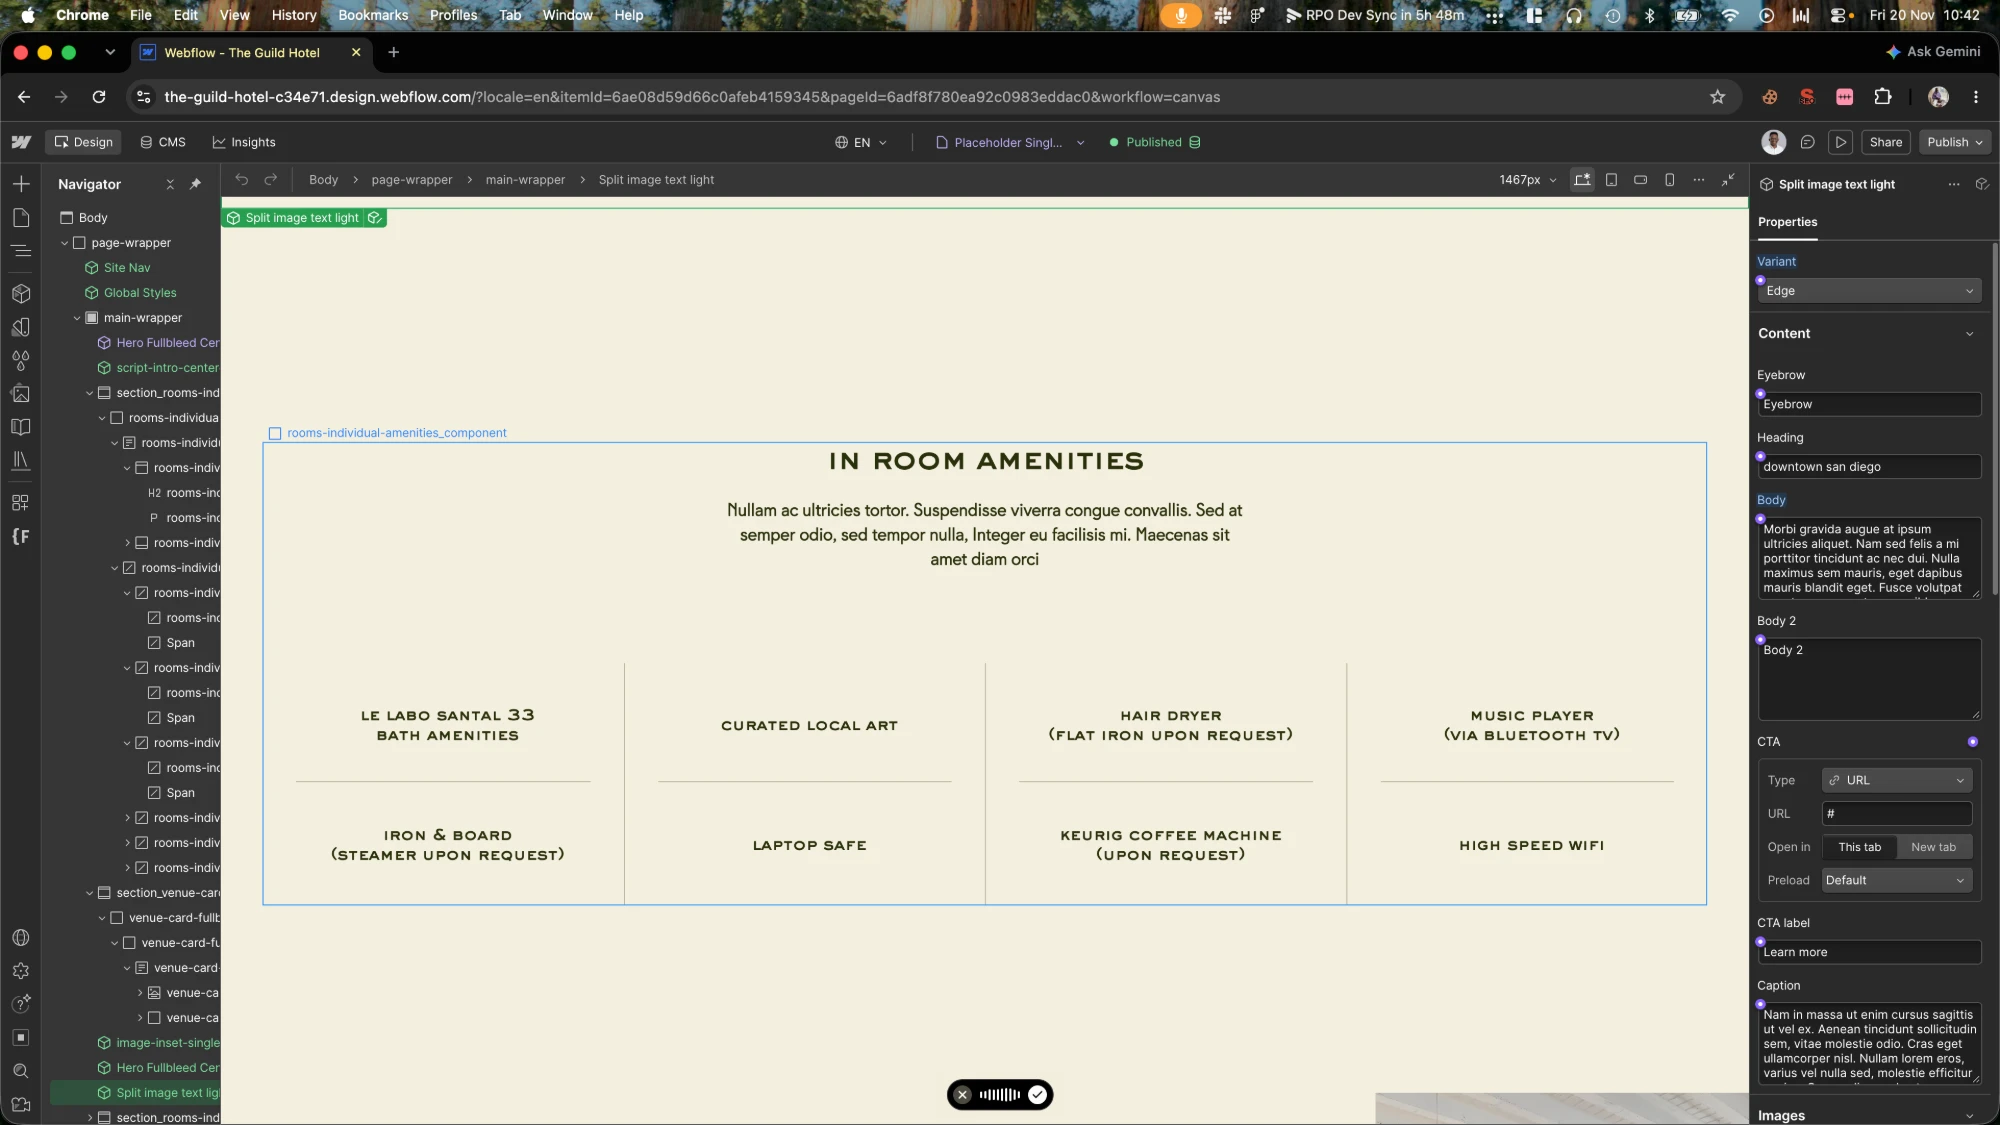 Chrome File Edit View History Bookmarks Profiles Tab Window Help
RPO Dev Sync in 5h 48m
Fri 20 Nov 10:42
Webflow - The Guild Hotel
Ask Gemini
the-guild-hotel-c34e71.design.webflow.com/?locale=en&itemId=6ae08d59d66c0afeb4159345&pageId=6adf8f780ea92c0983eddac0&workflow=canvas
Design CMS Insights
EN
Placeholder Singl...
Published
Share
Publish
Navigator
Body
page-wrapper
Site Nav
Global Styles
main-wrapper
Hero Fullbleed Cer
script-intro-center
section_rooms-ind
rooms-individua
rooms-individu
rooms-indiv
H2 rooms-inc
P rooms-inc
rooms-indiv
rooms-individu
rooms-indiv
rooms-inc
Span
rooms-indiv
rooms-inc
Span
rooms-indiv
rooms-inc
Span
rooms-indiv
rooms-indiv
rooms-indiv
section_venue-card
venue-card-fullb
venue-card-fu
venue-card-
venue-ca
venue-ca
image-inset-single
Hero Fullbleed Cer
Split image text lig
section_rooms-ind
Body page-wrapper main-wrapper Split image text light
1467px
Split image text light
rooms-individual-amenities_component
IN ROOM AMENITIES
Nullam ac ultricies tortor. Suspendisse viverra congue convallis. Sed at
semper odio, sed tempor nulla, Integer eu facilisis mi. Maecenas sit
amet diam orci
LE LABO SANTAL 33
BATH AMENITIES
CURATED LOCAL ART
HAIR DRYER
(FLAT IRON UPON REQUEST)
MUSIC PLAYER
(VIA BLUETOOTH TV)
IRON & BOARD
(STEAMER UPON REQUEST)
LAPTOP SAFE
KEURIG COFFEE MACHINE
(UPON REQUEST)
HIGH SPEED WIFI
Split image text light
Properties
Variant
Edge
Content
Eyebrow
Eyebrow
Heading
downtown san diego
Body
Morbi gravida augue at ipsum
ultricies aliquet. Nam sed felis a mi
porttitor tincidunt ac nec dui. Nulla
maximus sem mauris, eget dapibus
mauris blandit eget. Fusce volutpat
Body 2
Body 2
CTA
Type URL
URL #
Open in This tab New tab
Preload Default
CTA label
Learn more
Caption
Nam in massa ut enim cursus sagittis
ut vel ex. Aenean tincidunt sollicitudin
sem, vitae molestie odio. Cras eget
ullamcorper nisl. Nullam lorem eros,
varius vel nulla sed, molestie efficitur
Images